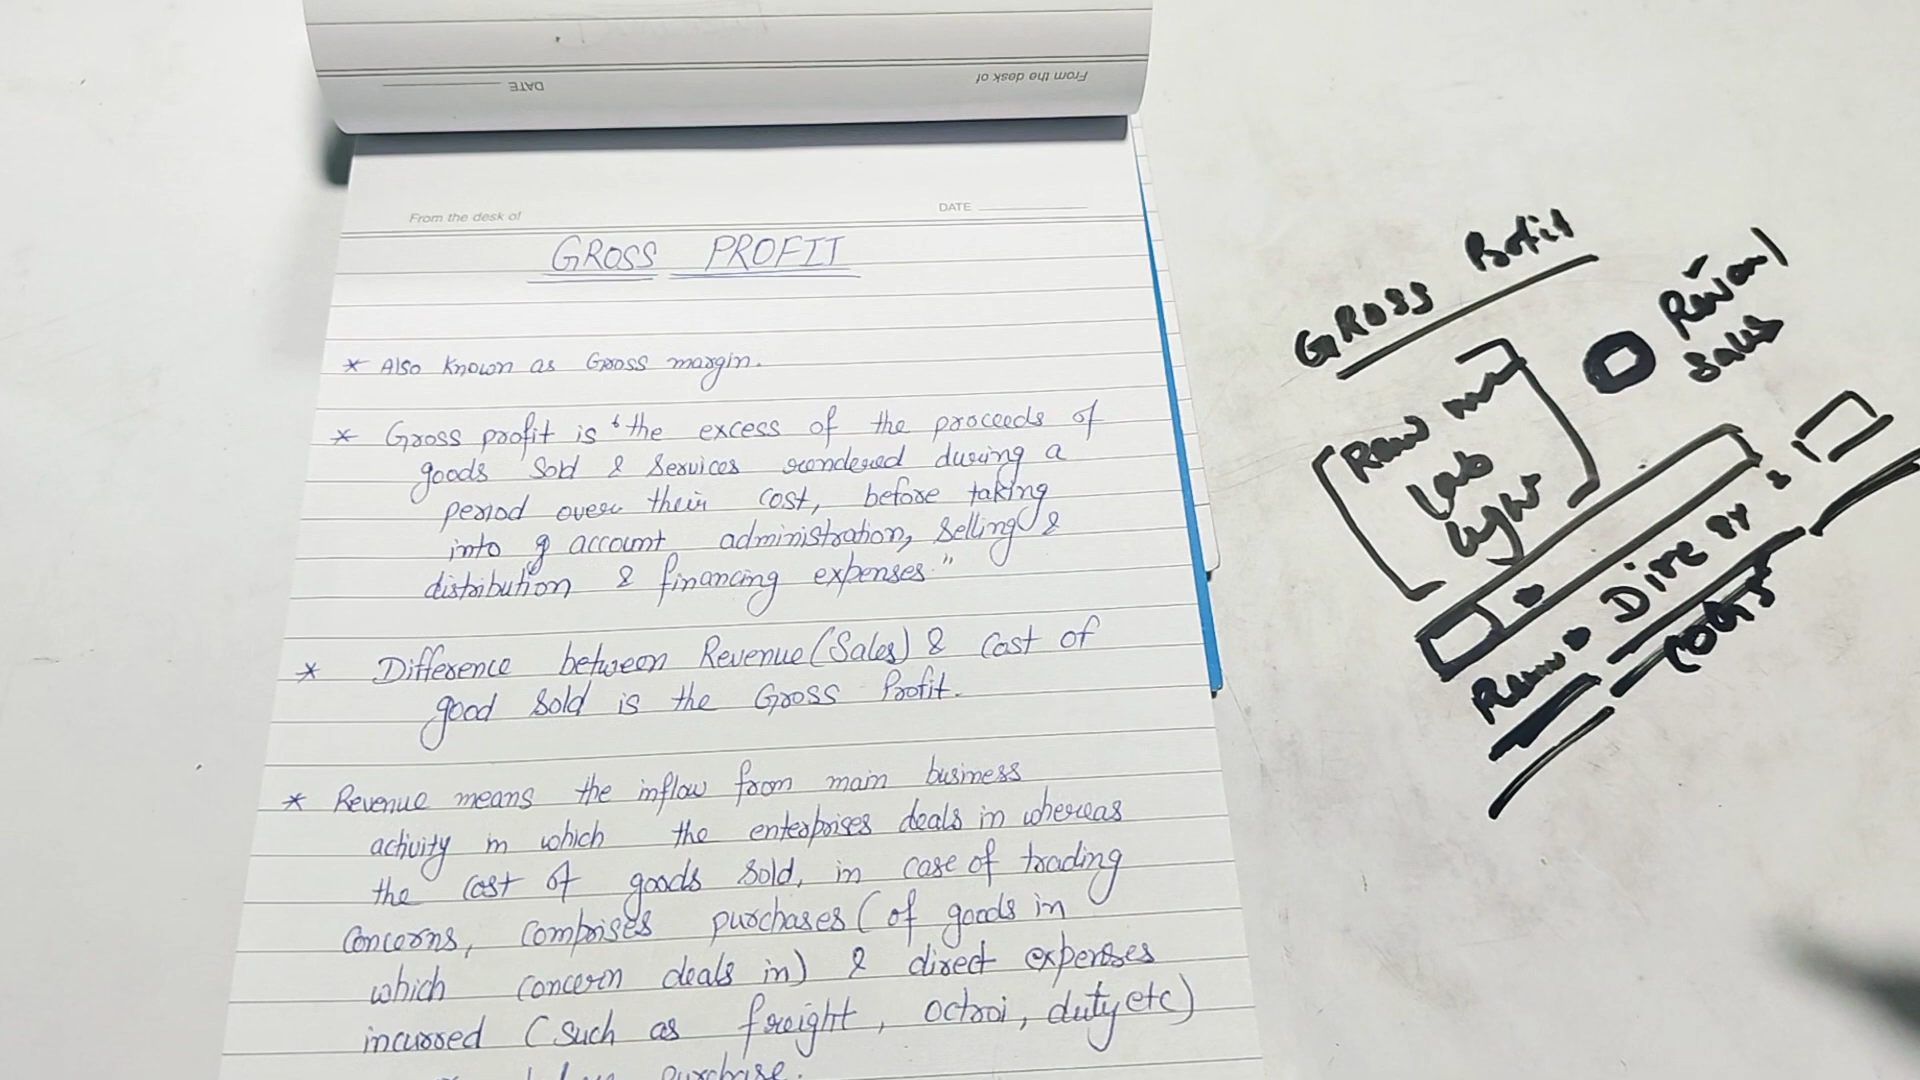 DATE
From the desk of
From the desk of
DATE
GROSS PROFIT
* Also Known as Gross margin.
* Gross profit is "the excess of the proceeds of
goods Sold & Services rendered during a
period over their cost, before taking
into account administration, selling &
distribution & financing expenses."
* Difference between Revenue (Sales) & Cost of
good Sold is the Gross Profit.
* Revenue means the inflow from main business
activity in which the enterprises deals in whereas
the cost of goods sold, in case of trading
Concerns, comprises purchases (of goods in
which concern deals in) & direct expenses
incurred (Such as freight, octroi, duty etc)
purchase.
GROSS Profit
Sales
Raw mat
Lab
Direct
COGS